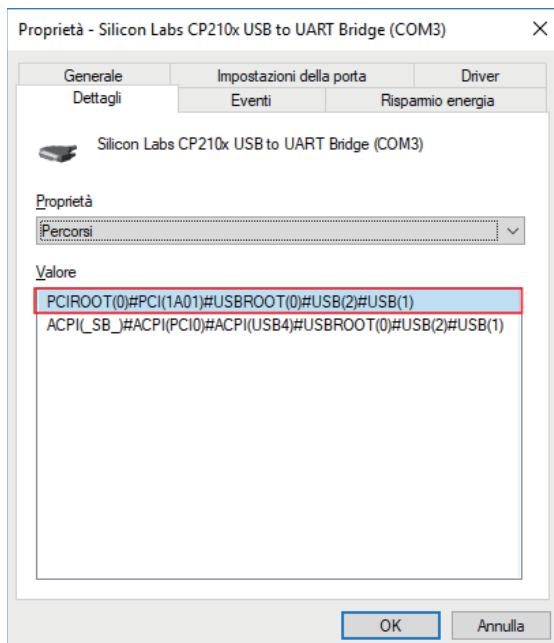 Proprietà - Silicon Labs CP210x USB to UART Bridge (COM3)
Generale Impostazioni della porta Driver
Dettagli Eventi Risparmio energia
Silicon Labs CP210x USB to UART Bridge (COM3)
Proprietà
Percorsi
Valore
PCIROOT(0)#PCI(1A01)#USBROOT(0)#USB(2)#USB(1)
ACPI(_SB_)#ACPI(PCI0)#ACPI(USB4)#USBROOT(0)#USB(2)#USB(1)
OK Annulla